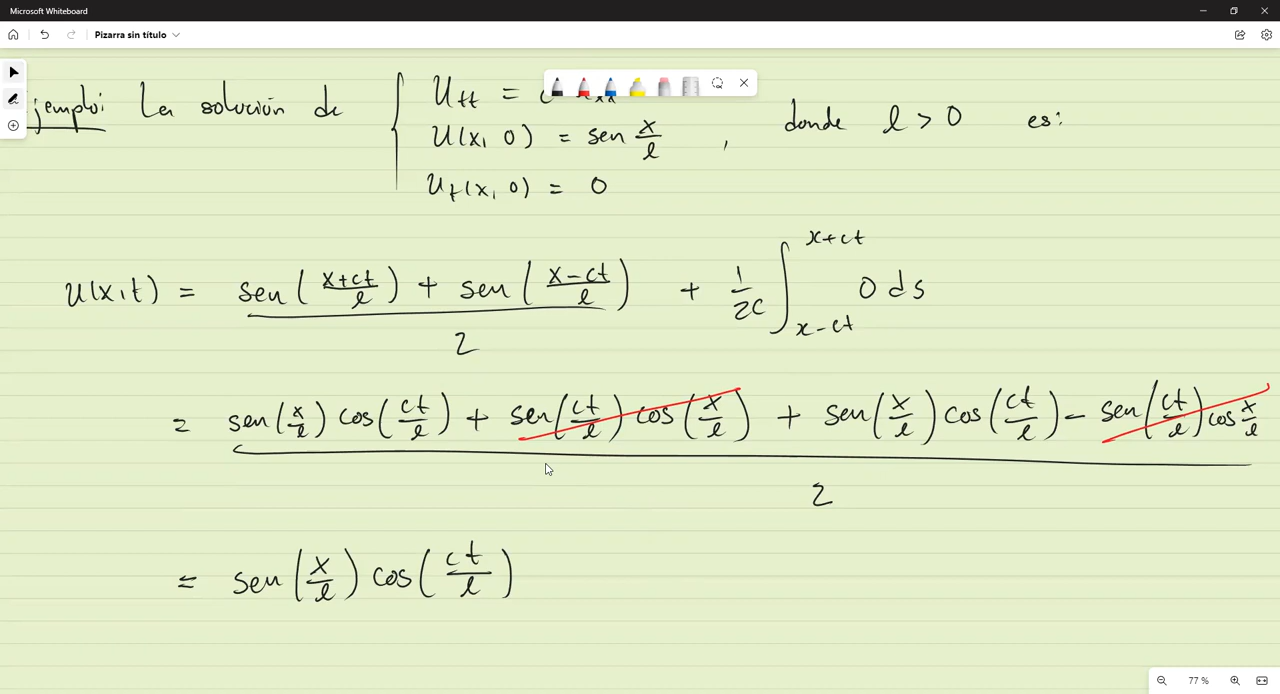 Microsoft Whiteboard
Pizarra sin título
jemplo: La solución de { u_tt = c u_xx
u(x, 0) = sen x/l , donde l > 0 es:
u_t(x, 0) = 0
u(x,t) = (sen((x+ct)/l) + sen((x-ct)/l))/2 + 1/2c ∫_{x-ct}^{x+ct} 0 ds
= (sen(x/l) cos(ct/l) + sen(ct/l) cos(x/l) + sen(x/l) cos(ct/l) - sen(ct/l) cos x/l)/2
= sen(x/l) cos(ct/l)
77 %